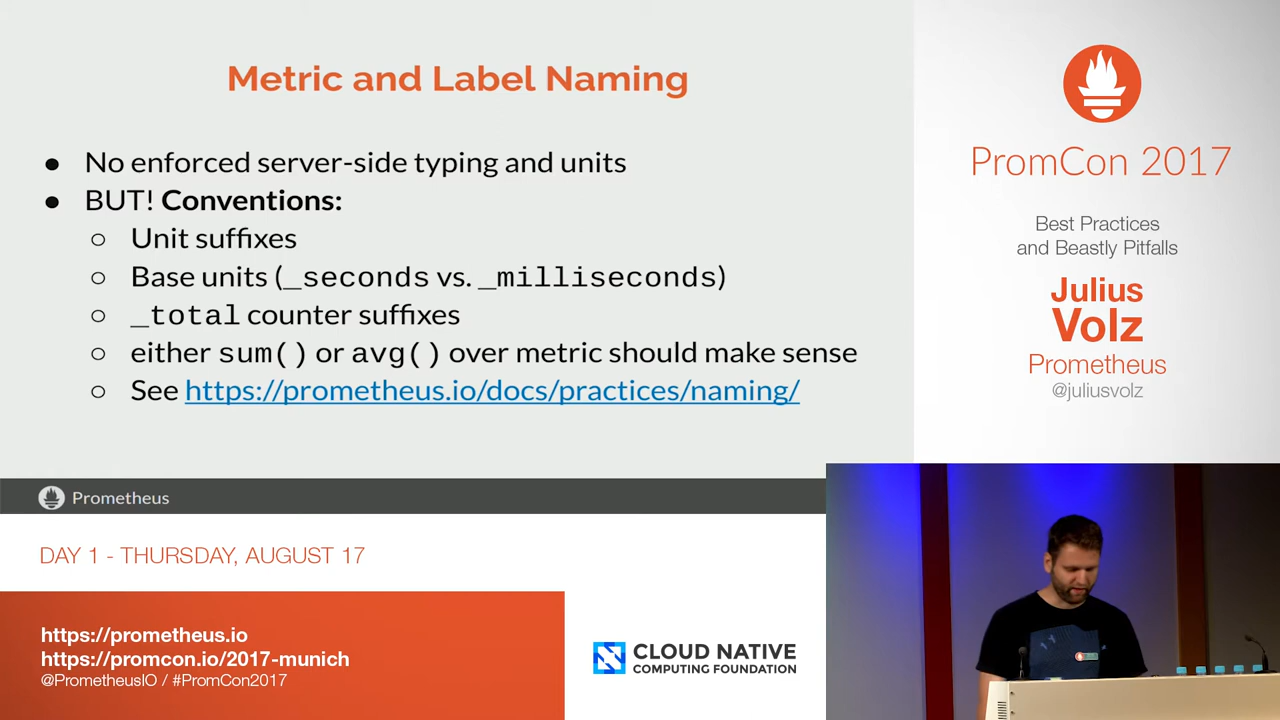 Metric and Label Naming
● No enforced server-side typing and units
● BUT! Conventions:
○ Unit suffixes
○ Base units (_seconds vs. _milliseconds)
○ _total counter suffixes
○ either sum() or avg() over metric should make sense
○ See https://prometheus.io/docs/practices/naming/
Prometheus
PromCon 2017
Best Practices
and Beastly Pitfalls
Julius
Volz
Prometheus
@juliusvolz
DAY 1 - THURSDAY, AUGUST 17
https://prometheus.io
https://promcon.io/2017-munich
@PrometheusIO / #PromCon2017
CLOUD NATIVE
COMPUTING FOUNDATION